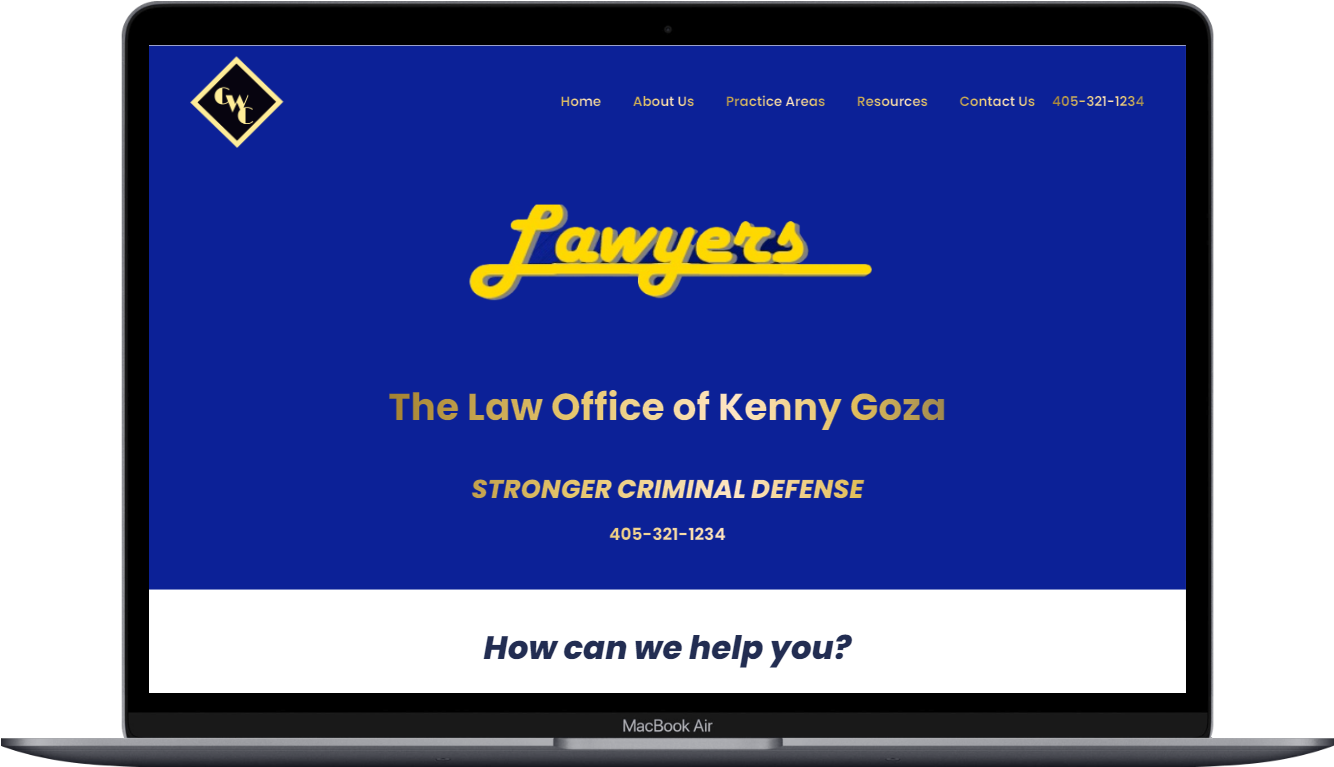 GWC
Home About Us Practice Areas Resources Contact Us 405-321-1234
Lawyers
The Law Office of Kenny Goza
STRONGER CRIMINAL DEFENSE
405-321-1234
How can we help you?
MacBook Air